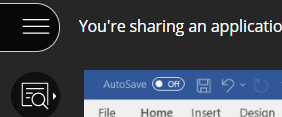 You're sharing an applicatio
AutoSave Off
File Home Insert Design